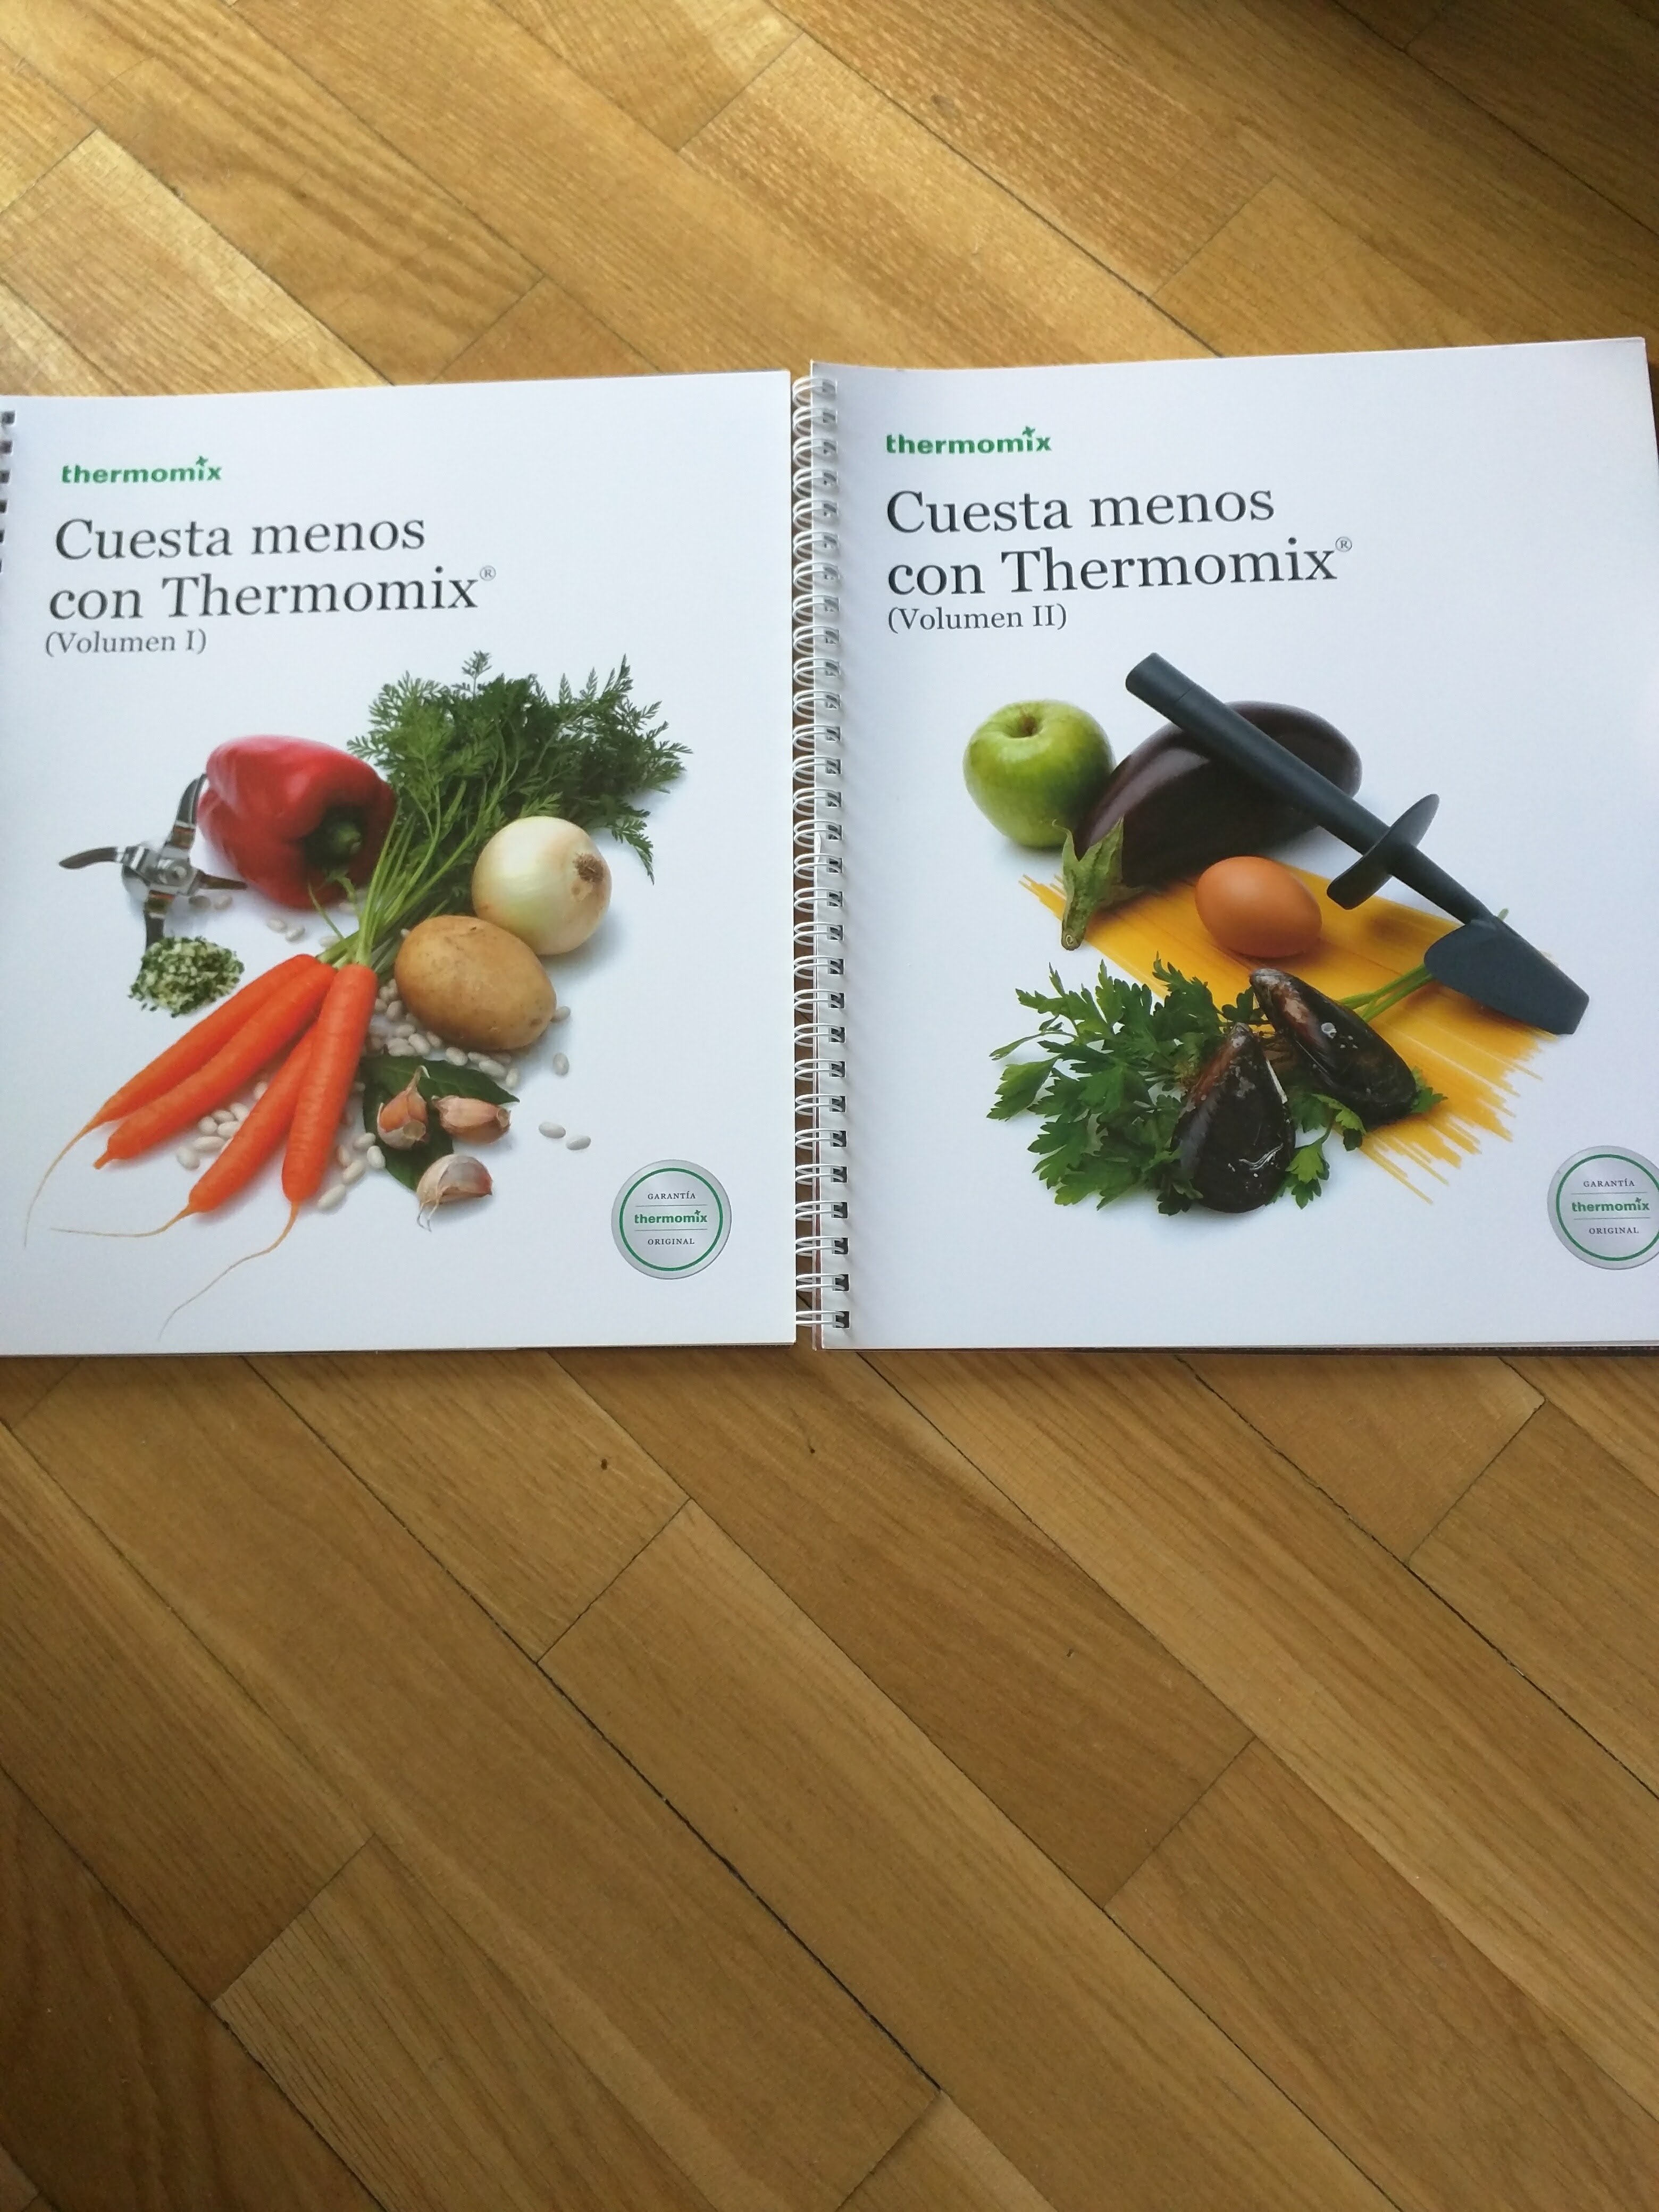 thermomix
Cuesta menos
con Thermomix®
(Volumen I)
GARANTÍA
thermomix
ORIGINAL
thermomix
Cuesta menos
con Thermomix®
(Volumen II)
GARANTÍA
thermomix
ORIGINAL